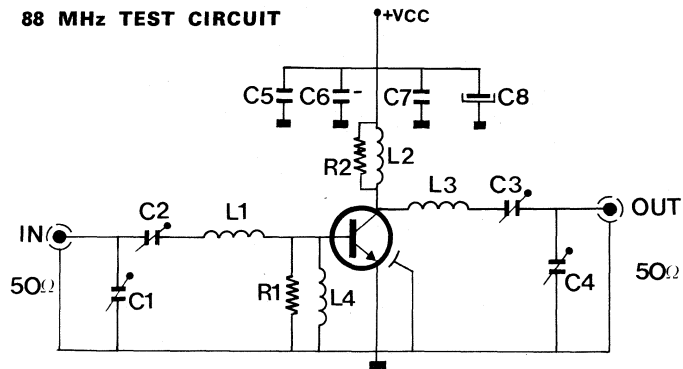 88 MHz TEST CIRCUIT
+VCC
C5
C6
C7
C8
R2
L2
L3
C3
OUT
50Ω
C4
IN
50Ω
C2
L1
C1
R1
L4